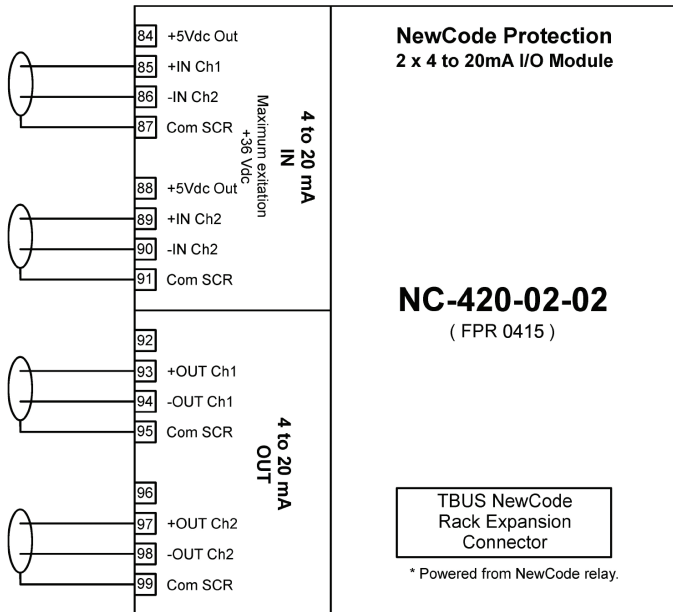 84 +5Vdc Out
85 +IN Ch1
86 -IN Ch2
87 Com SCR
88 +5Vdc Out
89 +IN Ch2
90 -IN Ch2
91 Com SCR
Maximum exitation
+36 Vdc
4 to 20 mA
IN
92
93 +OUT Ch1
94 -OUT Ch1
95 Com SCR
96
97 +OUT Ch2
98 -OUT Ch2
99 Com SCR
4 to 20 mA
OUT
NewCode Protection
2 x 4 to 20mA I/O Module
NC-420-02-02
( FPR 0415 )
TBUS NewCode
Rack Expansion
Connector
* Powered from NewCode relay.